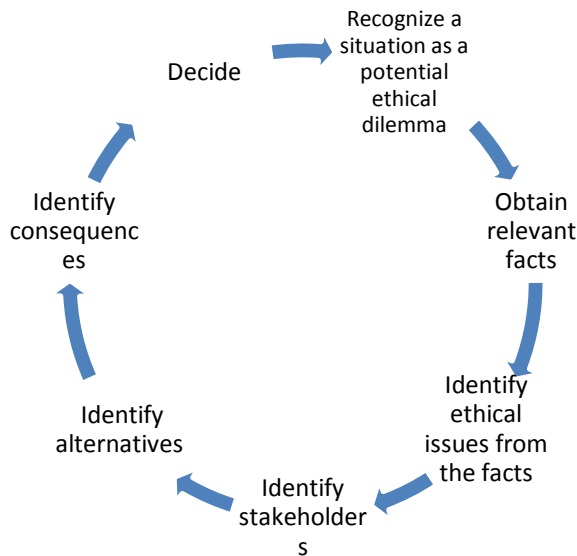 Recognize a
situation as a
potential
ethical
dilemma
Obtain
relevant
facts
Identify
ethical
issues from
the facts
Identify
stakeholder
s
Identify
alternatives
Identify
consequenc
es
Decide